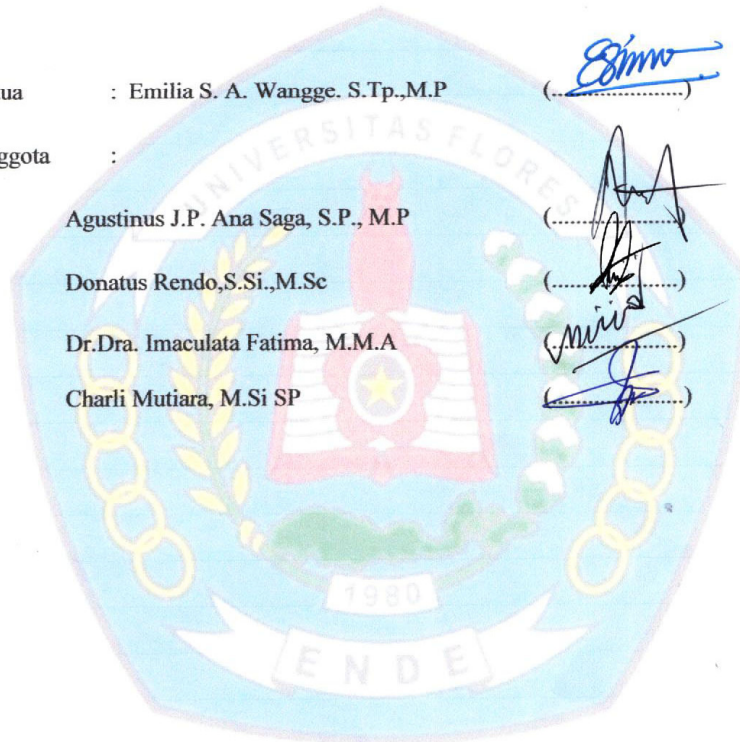 tua : Emilia S. A. Wangge. S.Tp.,M.P (....................)
ggota :
Agustinus J.P. Ana Saga, S.P., M.P (....................)
Donatus Rendo,S.Si.,M.Sc (....................)
Dr.Dra. Imaculata Fatima, M.M.A (....................)
Charli Mutiara, M.Si SP (....................)
UNIVERSITAS FLORES
1980
ENDE